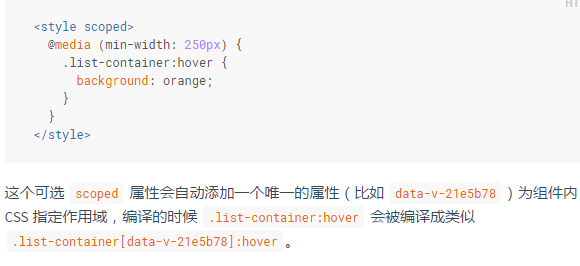 <style scoped>
@media (min-width: 250px) {
.list-container:hover {
background: orange;
}
}
</style>
这个可选 scoped 属性会自动添加一个唯一的属性 ( 比如 data-v-21e5b78 ) 为组件内
CSS 指定作用域，编译的时候 .list-container:hover 会被编译成类似
.list-container[data-v-21e5b78]:hover 。